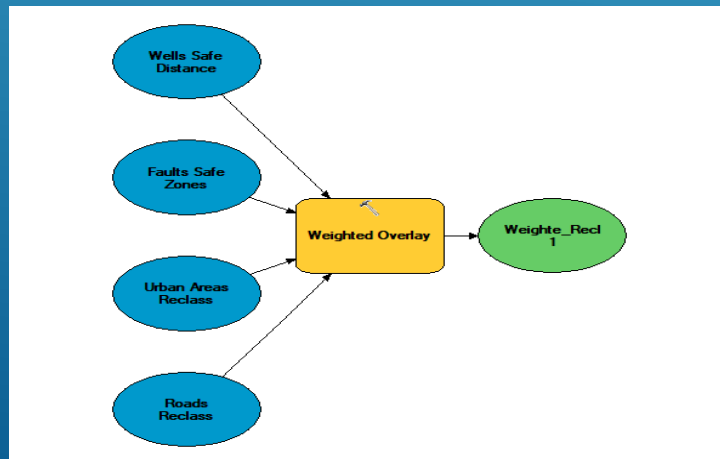 Wells Safe
Distance
Faults Safe
Zones
Weighted Overlay
Weighte_Recl
1
Urban Areas
Reclass
Roads
Reclass